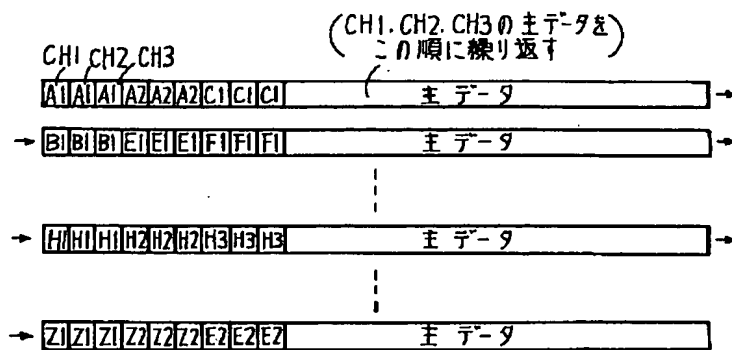 (CH1.CH2.CH3の主データを
この順に繰り返す)
CH1 CH2 CH3
A1 A1 A1 A2 A2 A2 C1 C1 C1 主データ
B1 B1 B1 E1 E1 E1 F1 F1 F1 主データ
H1 H1 H1 H2 H2 H2 H3 H3 H3 主データ
Z1 Z1 Z1 Z2 Z2 Z2 E2 E2 E2 主データ